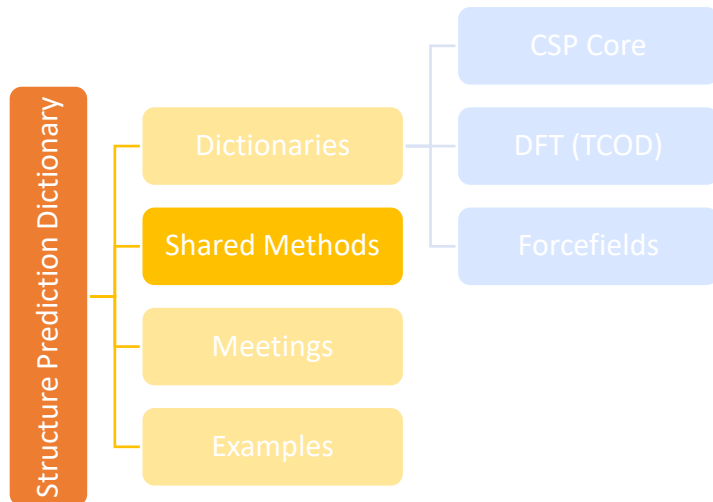 Structure Prediction Dictionary
Dictionaries
Shared Methods
Meetings
Examples
CSP Core
DFT (TCOD)
Forcefields